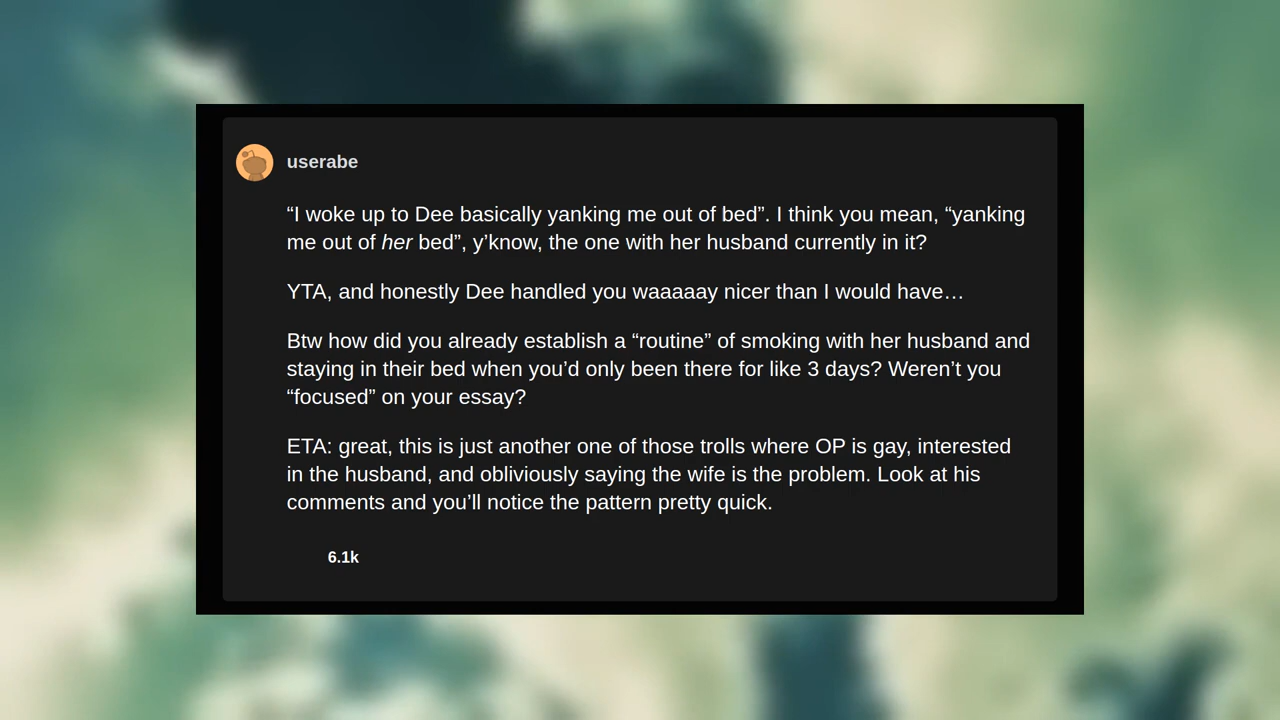 userabe
“I woke up to Dee basically yanking me out of bed”. I think you mean, “yanking
me out of her bed”, y’know, the one with her husband currently in it?
YTA, and honestly Dee handled you waaaaay nicer than I would have…
Btw how did you already establish a “routine” of smoking with her husband and
staying in their bed when you’d only been there for like 3 days? Weren’t you
“focused” on your essay?
ETA: great, this is just another one of those trolls where OP is gay, interested
in the husband, and obliviously saying the wife is the problem. Look at his
comments and you’ll notice the pattern pretty quick.
6.1k